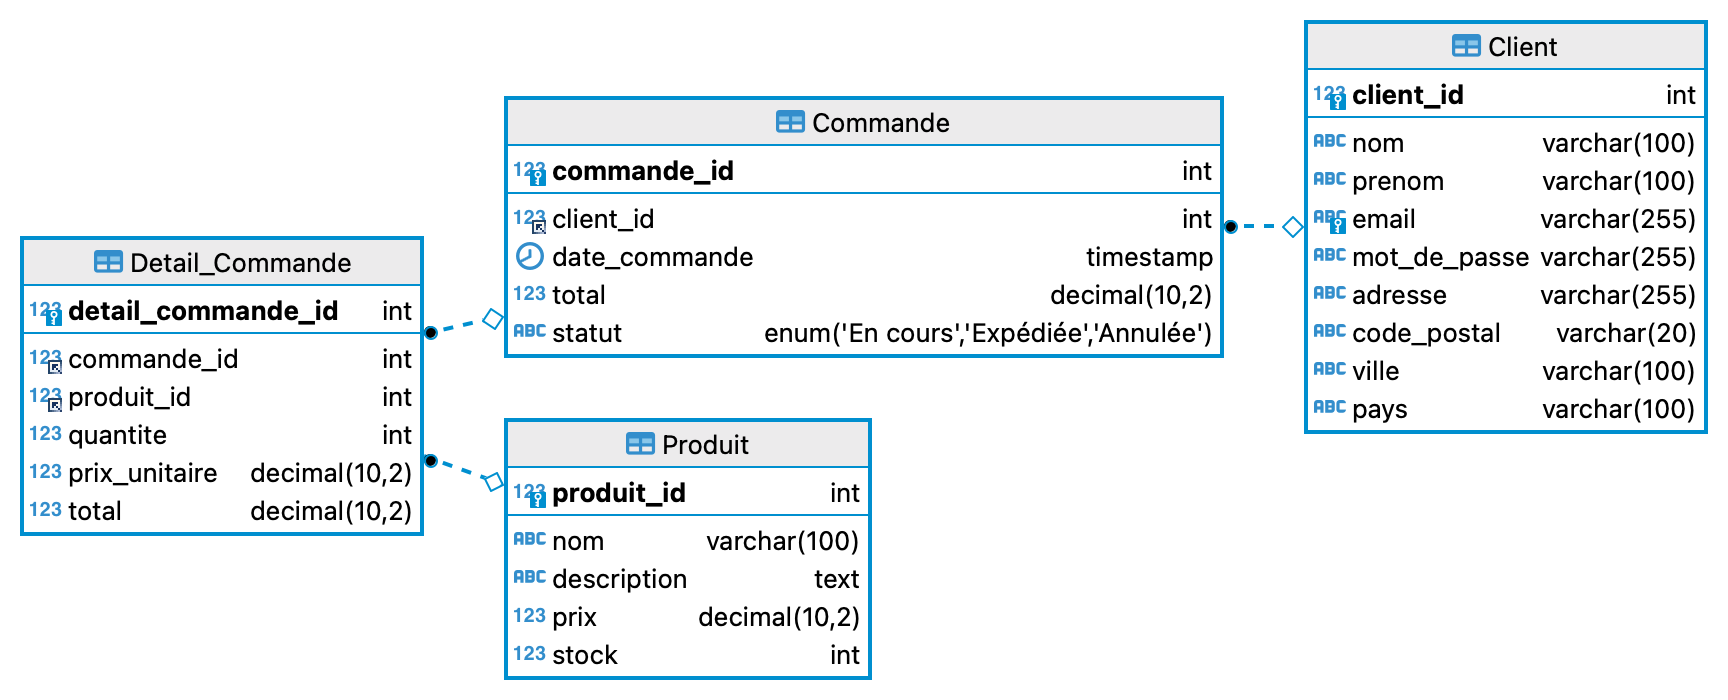 Detail_Commande
123 detail_commande_id int
123 commande_id int
123 produit_id int
123 quantite int
123 prix_unitaire decimal(10,2)
123 total decimal(10,2)
Commande
123 commande_id int
123 client_id int
date_commande timestamp
123 total decimal(10,2)
ABC statut enum('En cours','Expédiée','Annulée')
Produit
123 produit_id int
ABC nom varchar(100)
ABC description text
123 prix decimal(10,2)
123 stock int
Client
123 client_id int
ABC nom varchar(100)
ABC prenom varchar(100)
ABC email varchar(255)
ABC mot_de_passe varchar(255)
ABC adresse varchar(255)
ABC code_postal varchar(20)
ABC ville varchar(100)
ABC pays varchar(100)